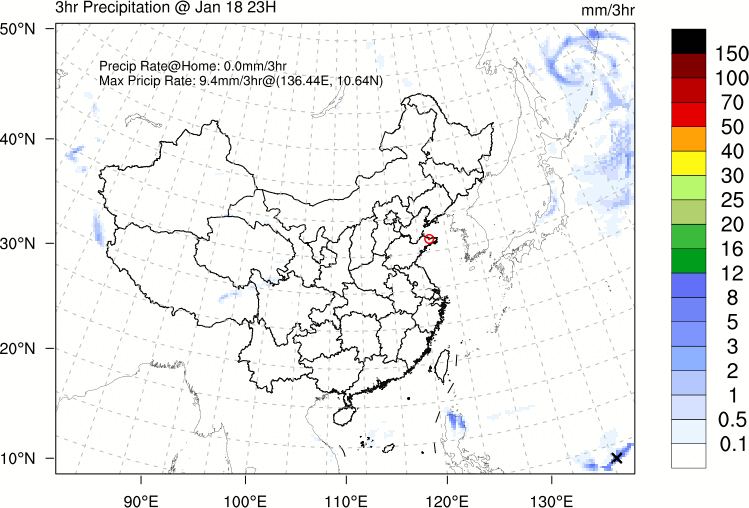 3hr Precipitation @ Jan 18 23H
mm/3hr
Precip Rate@Home: 0.0mm/3hr
Max Pricip Rate: 9.4mm/3hr@(136.44E, 10.64N)
50°N
40°N
30°N
20°N
10°N
90°E
100°E
110°E
120°E
130°E
150
100
70
50
40
30
25
20
16
12
8
5
3
2
1
0.5
0.1